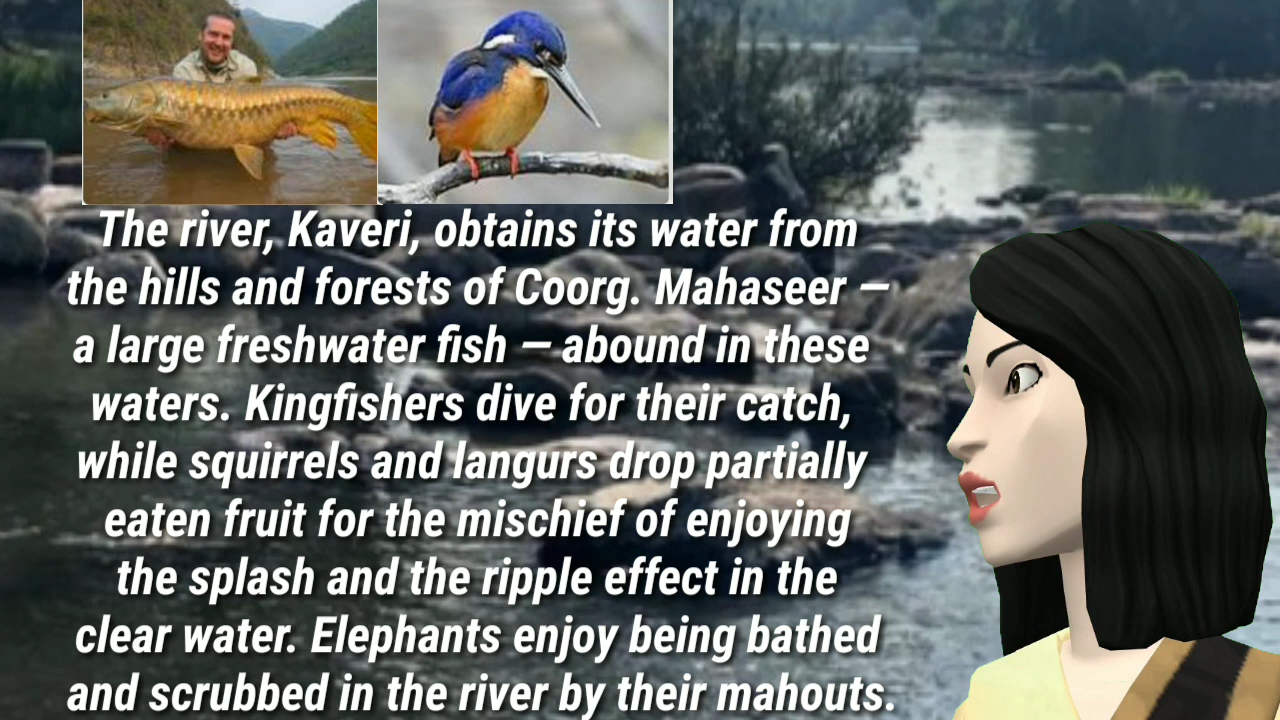 The river, Kaveri, obtains its water from
the hills and forests of Coorg. Mahaseer —
a large freshwater fish — abound in these
waters. Kingfishers dive for their catch,
while squirrels and langurs drop partially
eaten fruit for the mischief of enjoying
the splash and the ripple effect in the
clear water. Elephants enjoy being bathed
and scrubbed in the river by their mahouts.